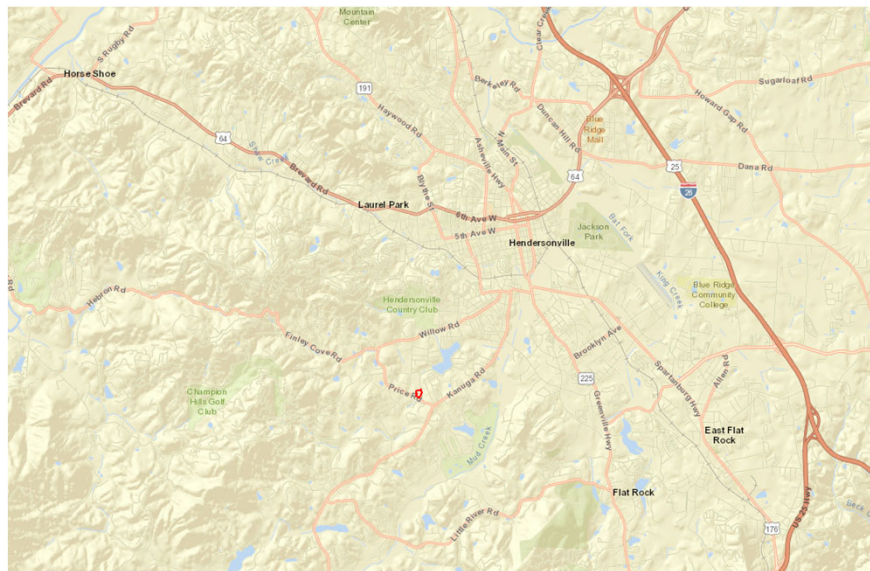 Mountain
Center
Clear Cree
S Rugby Rd
Horse Shoe
Brevard Rd
191
Berkeley Rd
Sugarloaf Rd
Howard Gap Rd
Haywood Rd
Duncan Hill Rd
Blue
Ridge
Mall
N
Main St
Asheville Hwy
64
Shaw Creek
Brevard Rd
25
Dana Rd
64
26
Blythe St
Laurel Park
6th Ave W
5th Ave W
Jackson
Park
Bat Fork
Hendersonville
King Creek
Blue Ridge
Community
College
Hebron Rd
Rd
Hendersonville
Country Club
Willow Rd
Finley Cove Rd
Brooklyn Ave
Spartanburg Hwy
Allen Rd
225
Price Rd
Kanuga Rd
Champion
Hills Golf
Club
Greenville Hwy
Mud Creek
East Flat
Rock
Flat Rock
Little River Rd
US 25 Hwy
176